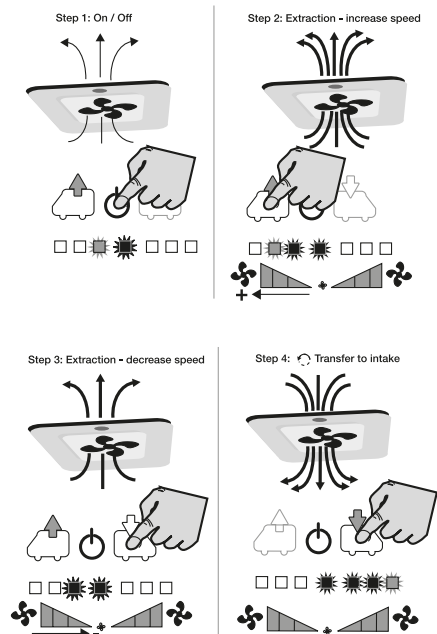 Step 1: On / Off
Step 2: Extraction - increase speed
+
Step 3: Extraction - decrease speed
-
Step 4: Transfer to intake